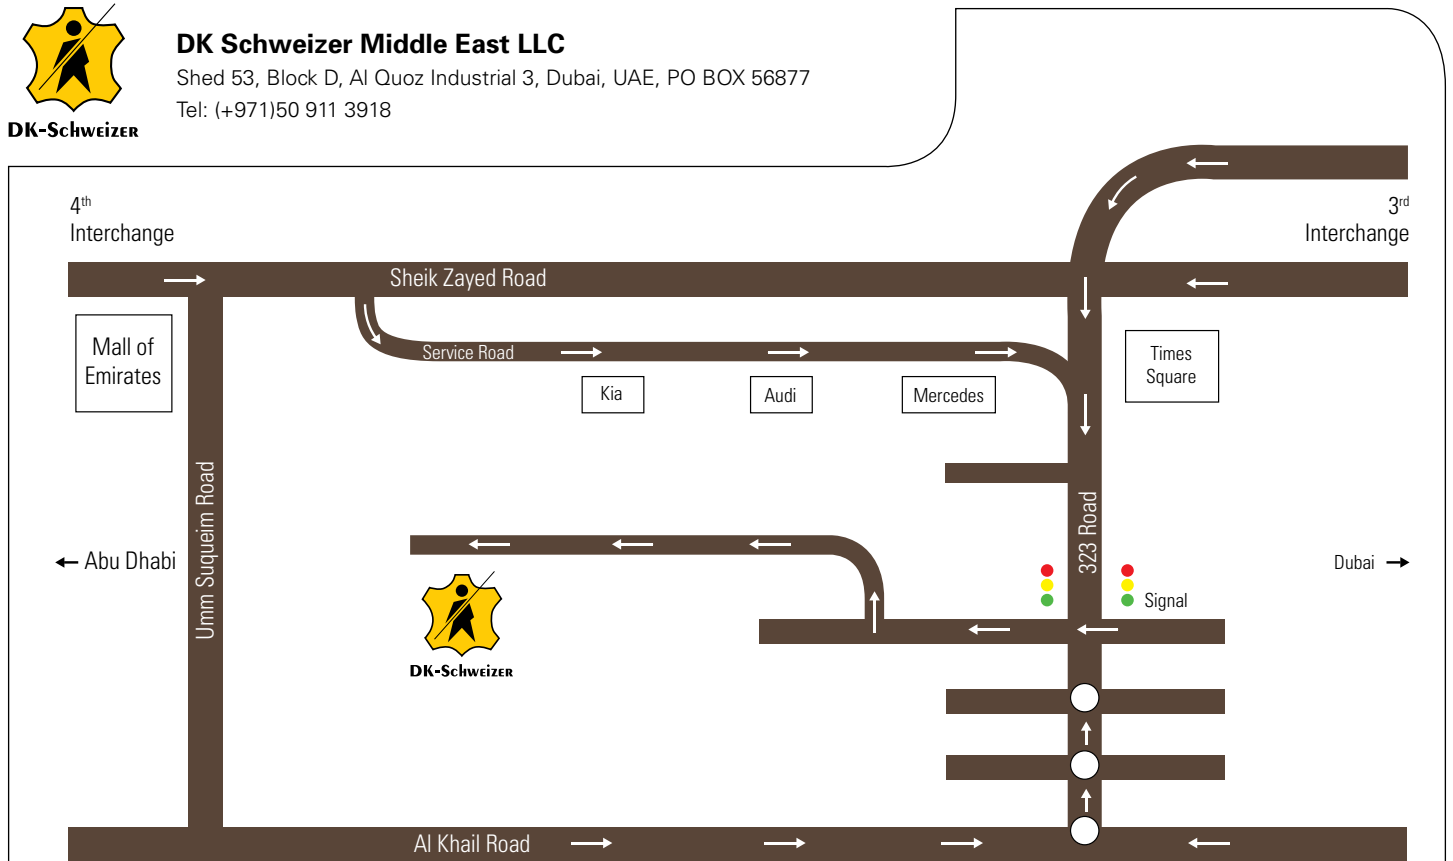 DK Schweizer Middle East LLC
Shed 53, Block D, Al Quoz Industrial 3, Dubai, UAE, PO BOX 56877
Tel: (+971)50 911 3918
DK-Schweizer
4th
Interchange
3rd
Interchange
Sheik Zayed Road
Mall of
Emirates
Service Road
Times
Square
Kia
Audi
Mercedes
Umm Suqueim Road
323 Road
Abu Dhabi
Dubai
Signal
DK-Schweizer
Al Khail Road